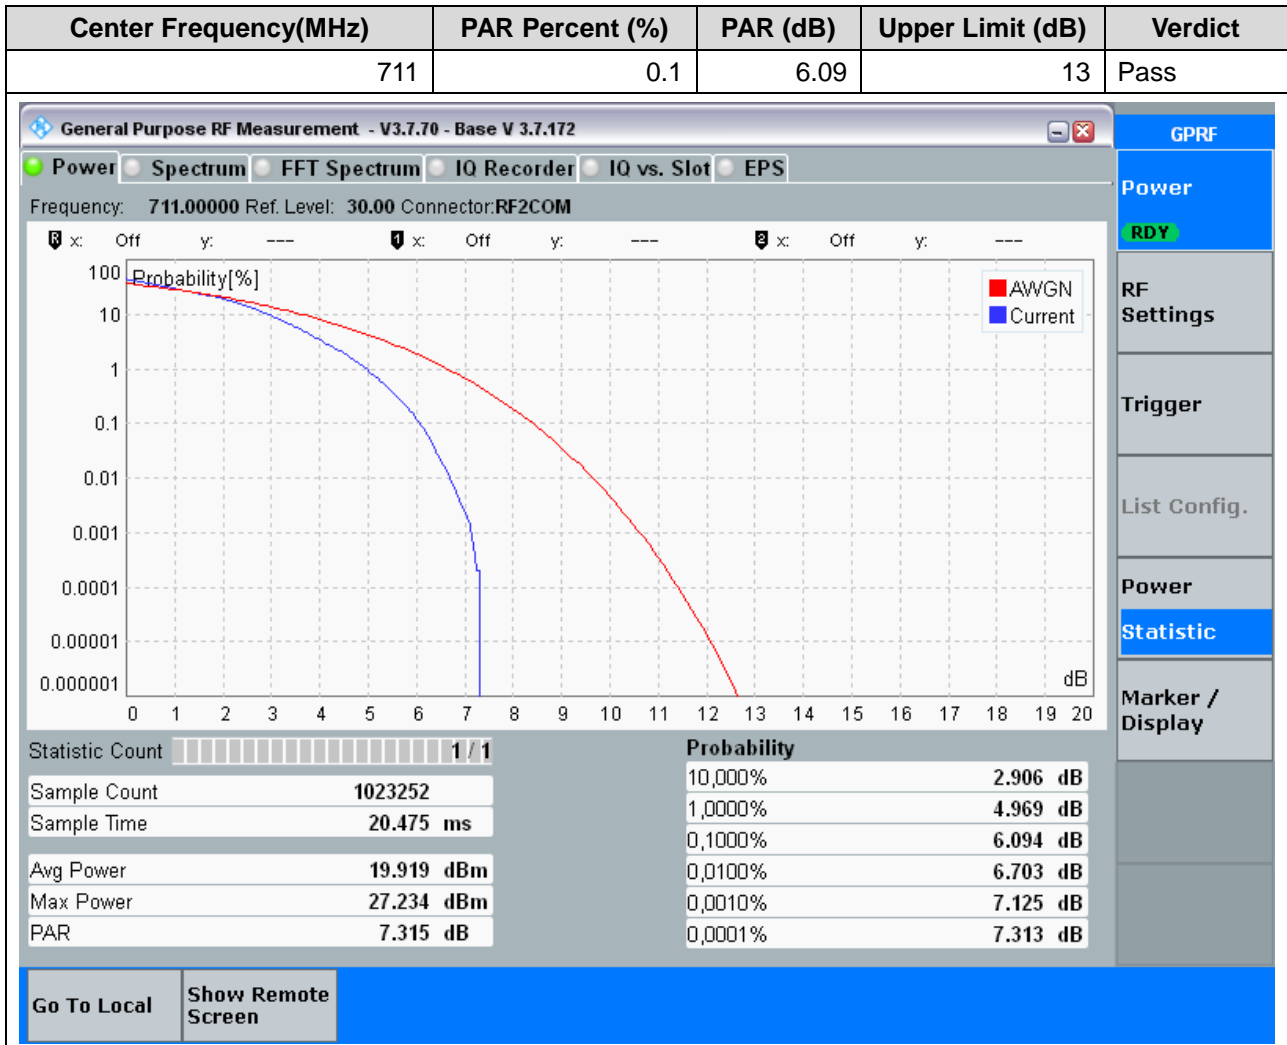 Center Frequency(MHz) PAR Percent (%) PAR (dB) Upper Limit (dB) Verdict
711 0.1 6.09 13 Pass
General Purpose RF Measurement - V3.7.70 - Base V 3.7.172
GPRF
Power Spectrum FFT Spectrum IQ Recorder IQ vs. Slot EPS
Frequency: 711.00000 Ref. Level: 30.00 Connector:RF2COM
R x: Off y: --- 1 x: Off y: --- 2 x: Off y: ---
Probability[%]
AWGN
Current
100
10
1
0.1
0.01
0.001
0.0001
0.00001
0.000001
dB
0 1 2 3 4 5 6 7 8 9 10 11 12 13 14 15 16 17 18 19 20
Statistic Count 1 / 1
Sample Count 1023252
Sample Time 20.475 ms
Avg Power 19.919 dBm
Max Power 27.234 dBm
PAR 7.315 dB
Probability
10,000% 2.906 dB
1,0000% 4.969 dB
0,1000% 6.094 dB
0,0100% 6.703 dB
0,0010% 7.125 dB
0,0001% 7.313 dB
Power
RDY
RF
Settings
Trigger
List Config.
Power
Statistic
Marker /
Display
Go To Local
Show Remote
Screen